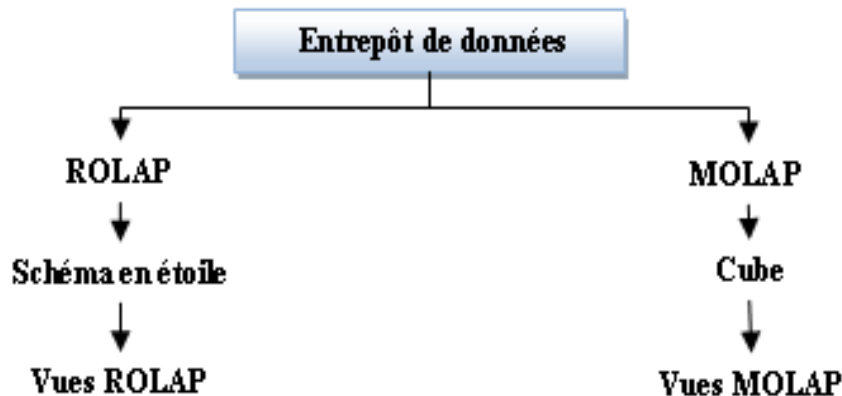 Entrepôt de données
ROLAP
MOLAP
Schéma en étoile
Cube
Vues ROLAP
Vues MOLAP